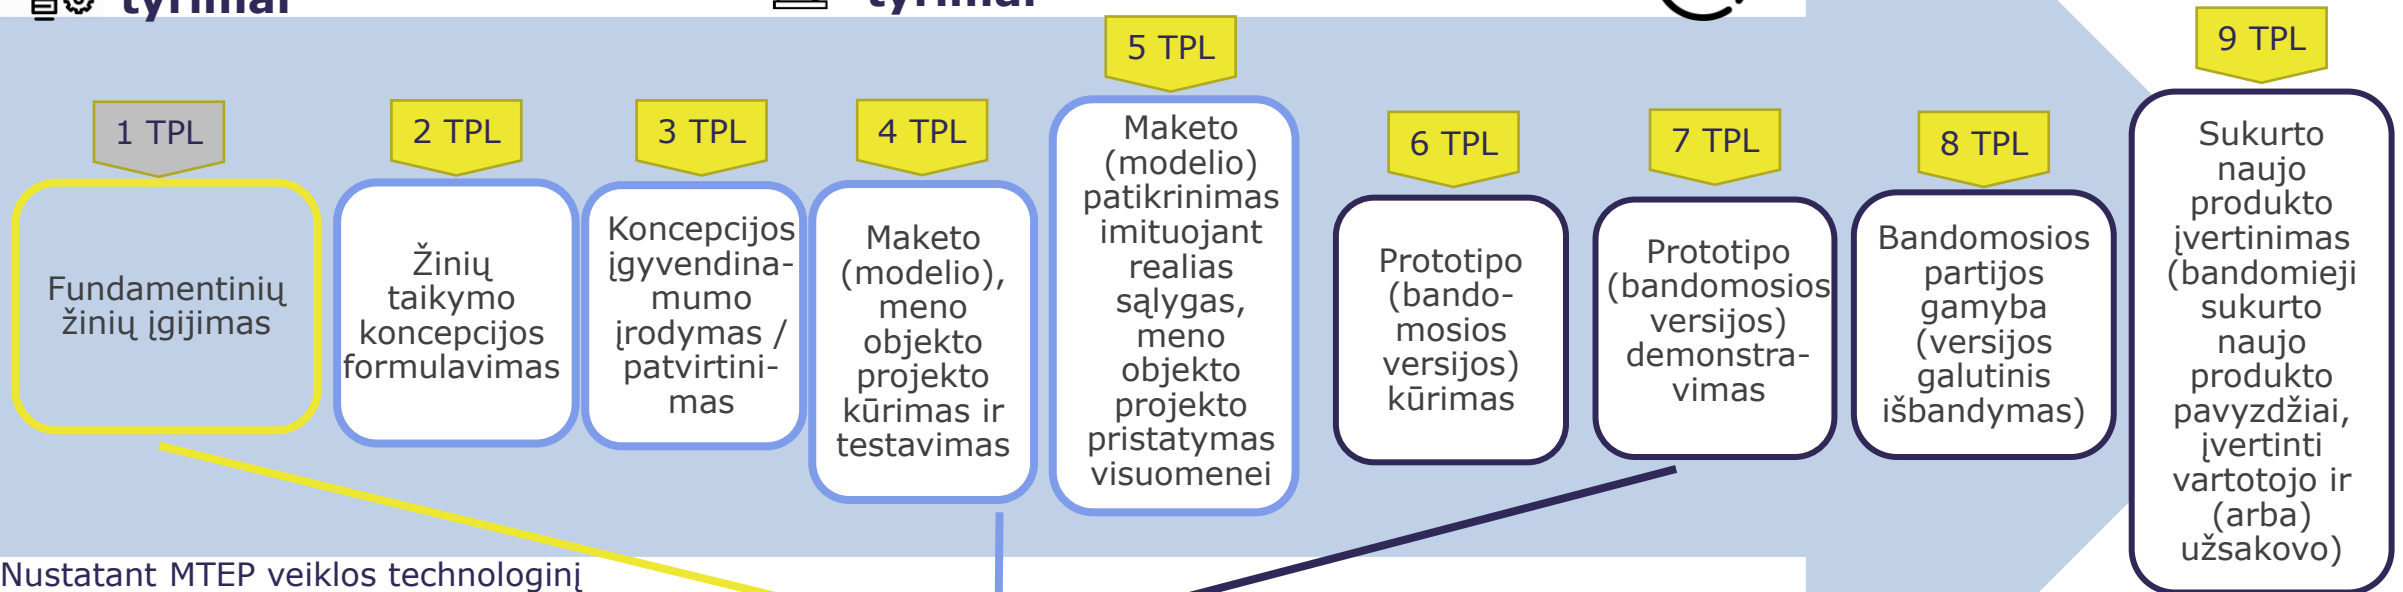 tyrimai
tyrimai
1 TPL
Fundamentinių
žinių įgijimas
2 TPL
Žinių
taikymo
koncepcijos
formulavimas
3 TPL
Koncepcijos
įgyvendina-
mumo
įrodymas /
patvirtini-
mas
4 TPL
Maketo
(modelio),
meno
objekto
projekto
kūrimas ir
testavimas
5 TPL
Maketo
(modelio)
patikrinimas
imituojant
realias
sąlygas,
meno
objekto
projekto
pristatymas
visuomenei
6 TPL
Prototipo
(bando-
mosios
versijos)
kūrimas
7 TPL
Prototipo
(bandomosios
versijos)
demonstra-
vimas
8 TPL
Bandomosios
partijos
gamyba
(versijos
galutinis
išbandymas)
9 TPL
Sukurto
naujo
produkto
įvertinimas
(bandomieji
sukurto
naujo
produkto
pavyzdžiai,
įvertinti
vartotojo ir
(arba)
užsakovo)
Nustatant MTEP veiklos technologinį